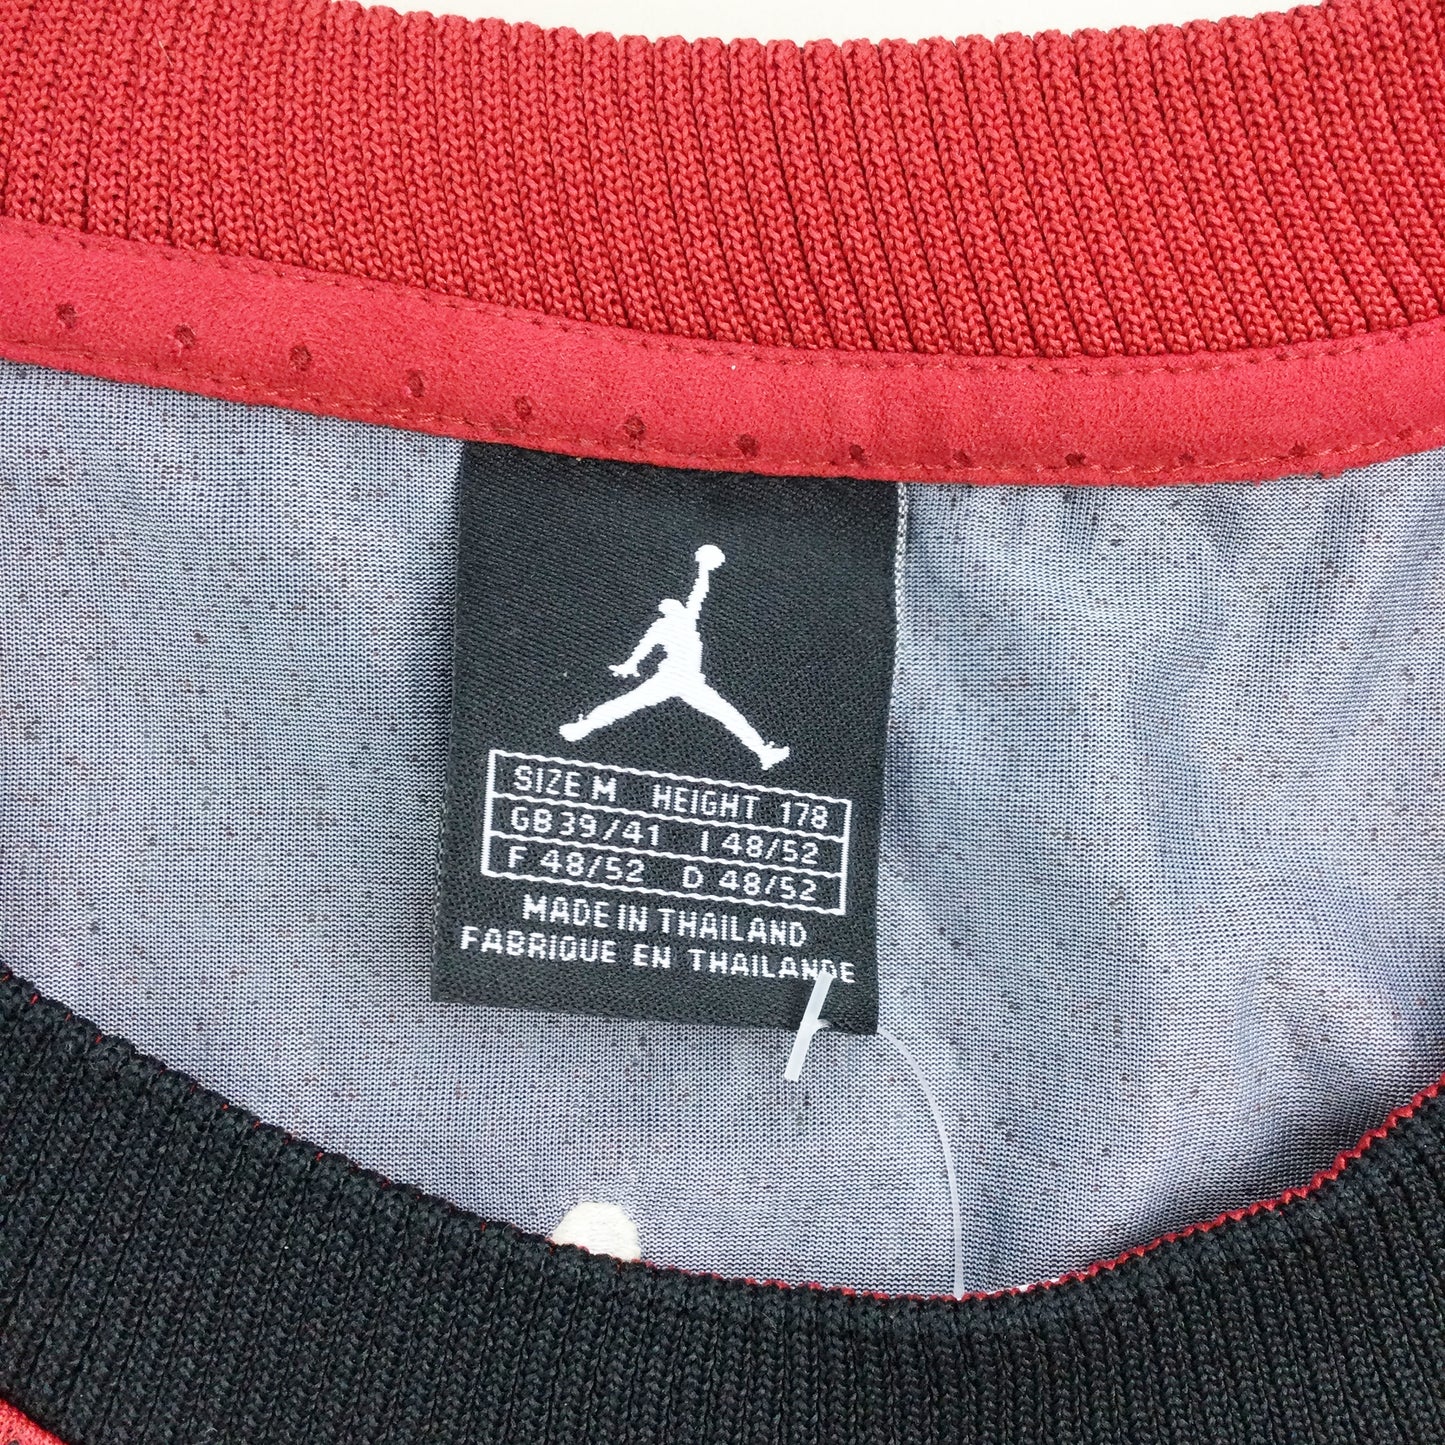 SIZE M HEIGHT 178
GB 39/41 I 48/52
F 48/52 D 48/52
MADE IN THAILAND
FABRIQUE EN THAILANDE